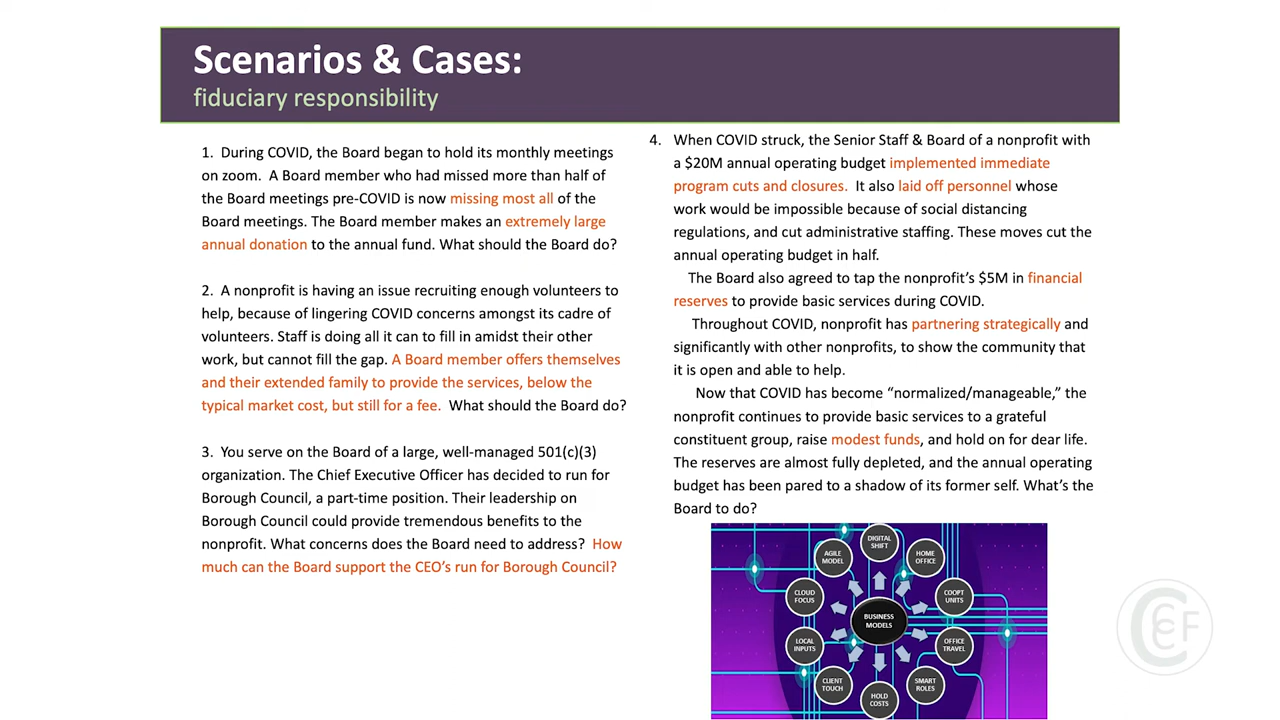 Scenarios & Cases:
fiduciary responsibility
1. During COVID, the Board began to hold its monthly meetings
on zoom. A Board member who had missed more than half of
the Board meetings pre-COVID is now missing most all of the
Board meetings. The Board member makes an extremely large
annual donation to the annual fund. What should the Board do?
2. A nonprofit is having an issue recruiting enough volunteers to
help, because of lingering COVID concerns amongst its cadre of
volunteers. Staff is doing all it can to fill in amidst their other
work, but cannot fill the gap. A Board member offers themselves
and their extended family to provide the services, below the
typical market cost, but still for a fee. What should the Board do?
3. You serve on the Board of a large, well-managed 501(c)(3)
organization. The Chief Executive Officer has decided to run for
Borough Council, a part-time position. Their leadership on
Borough Council could provide tremendous benefits to the
nonprofit. What concerns does the Board need to address? How
much can the Board support the CEO's run for Borough Council?
4. When COVID struck, the Senior Staff & Board of a nonprofit with
a $20M annual operating budget implemented immediate
program cuts and closures. It also laid off personnel whose
work would be impossible because of social distancing
regulations, and cut administrative staffing. These moves cut the
annual operating budget in half.
The Board also agreed to tap the nonprofit's $5M in financial
reserves to provide basic services during COVID.
Throughout COVID, nonprofit has partnering strategically and
significantly with other nonprofits, to show the community that
it is open and able to help.
Now that COVID has become "normalized/manageable," the
nonprofit continues to provide basic services to a grateful
constituent group, raise modest funds, and hold on for dear life.
The reserves are almost fully depleted, and the annual operating
budget has been pared to a shadow of its former self. What's the
Board to do?
DIGITAL
SHIFT
AGILE
MODEL
HOME
OFFICE
CLOUD
FOCUS
COOPT
UNITS
BUSINESS
MODELS
LOCAL
INPUTS
OFFICE
TRAVEL
CLIENT
TOUCH
SMART
ROLES
HOLD
COSTS
CCCF